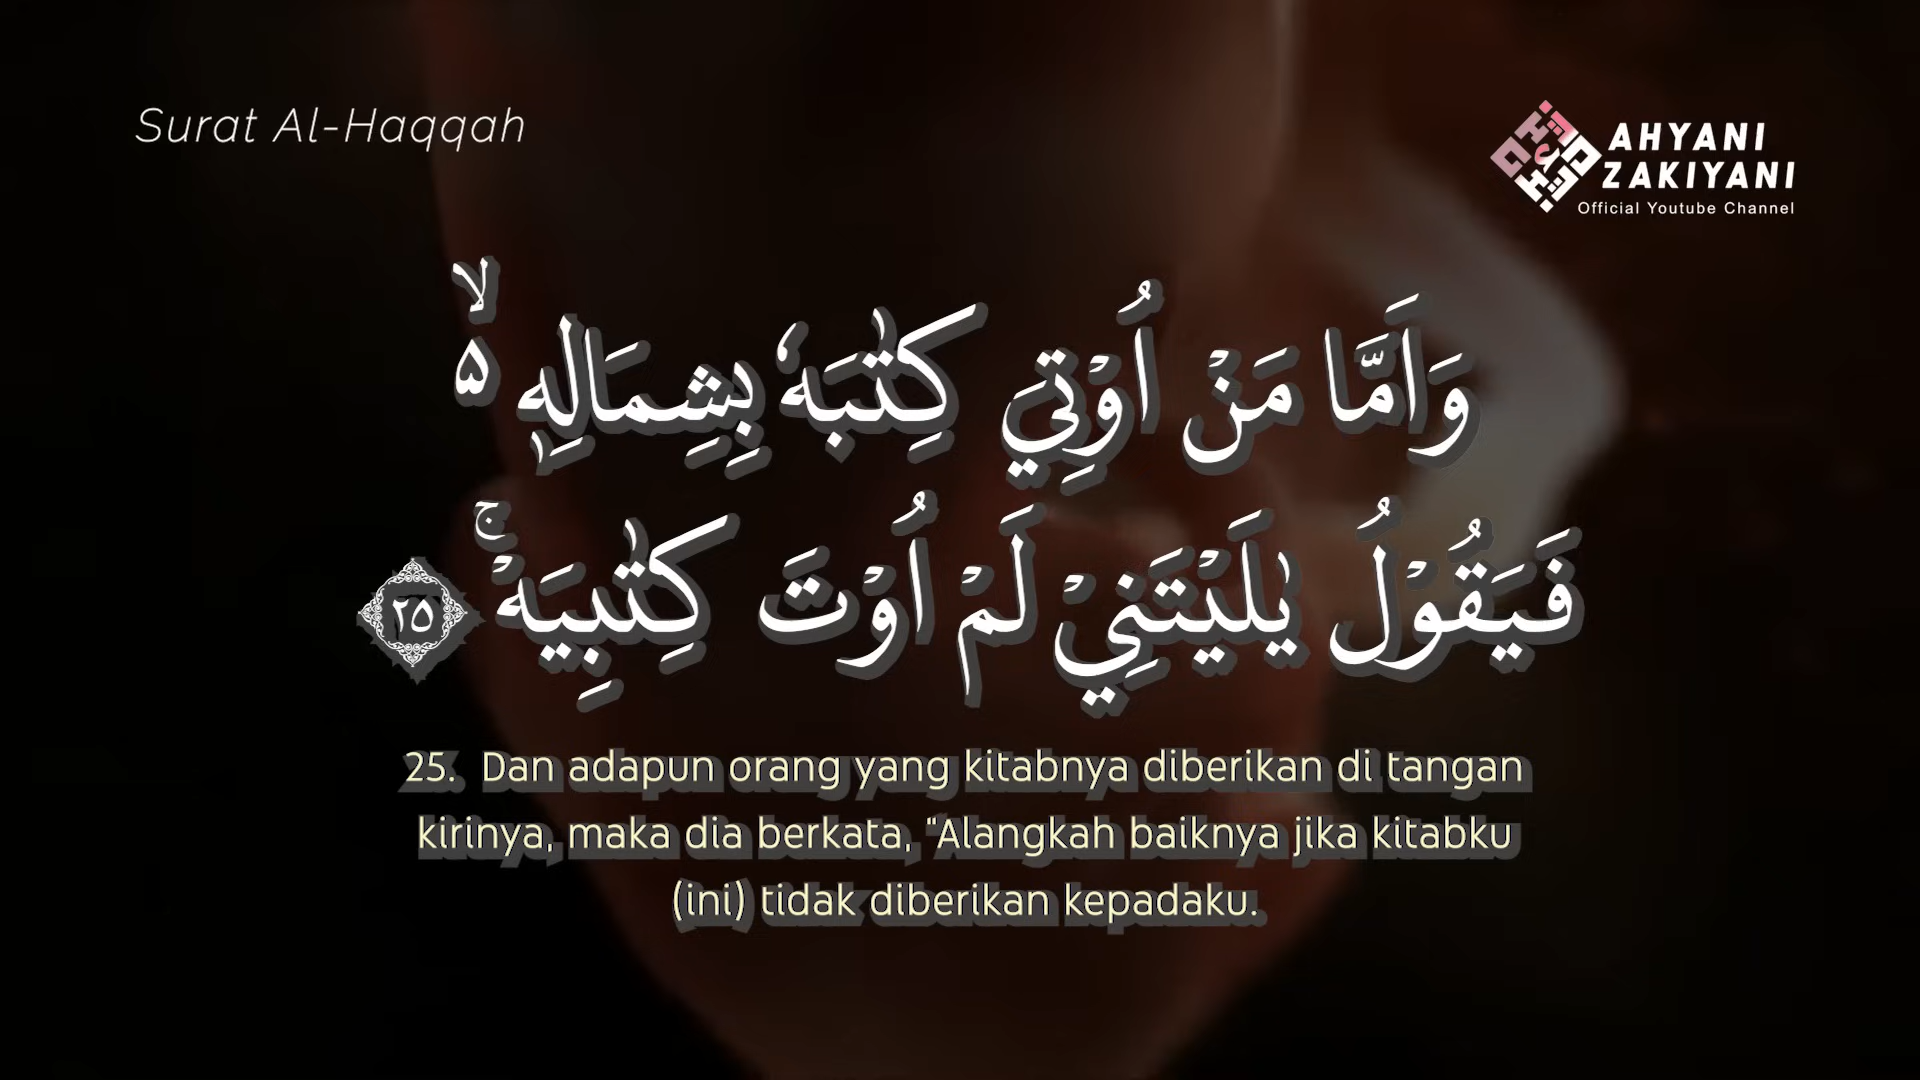 Surat Al-Haqqah
AHYANI
ZAKIYANI
Official Youtube Channel
وَاَمَّا مَنْ اُوْتِيَ كِتٰبَهٗ بِشِمَالِهٖ ۙ۵
فَيَقُوْلُ يٰلَيْتَنِيْ لَمْ اُوْتَ كِتٰبِيَهْۚ ٢٥
25. Dan adapun orang yang kitabnya diberikan di tangan
kirinya, maka dia berkata, "Alangkah baiknya jika kitabku
(ini) tidak diberikan kepadaku.